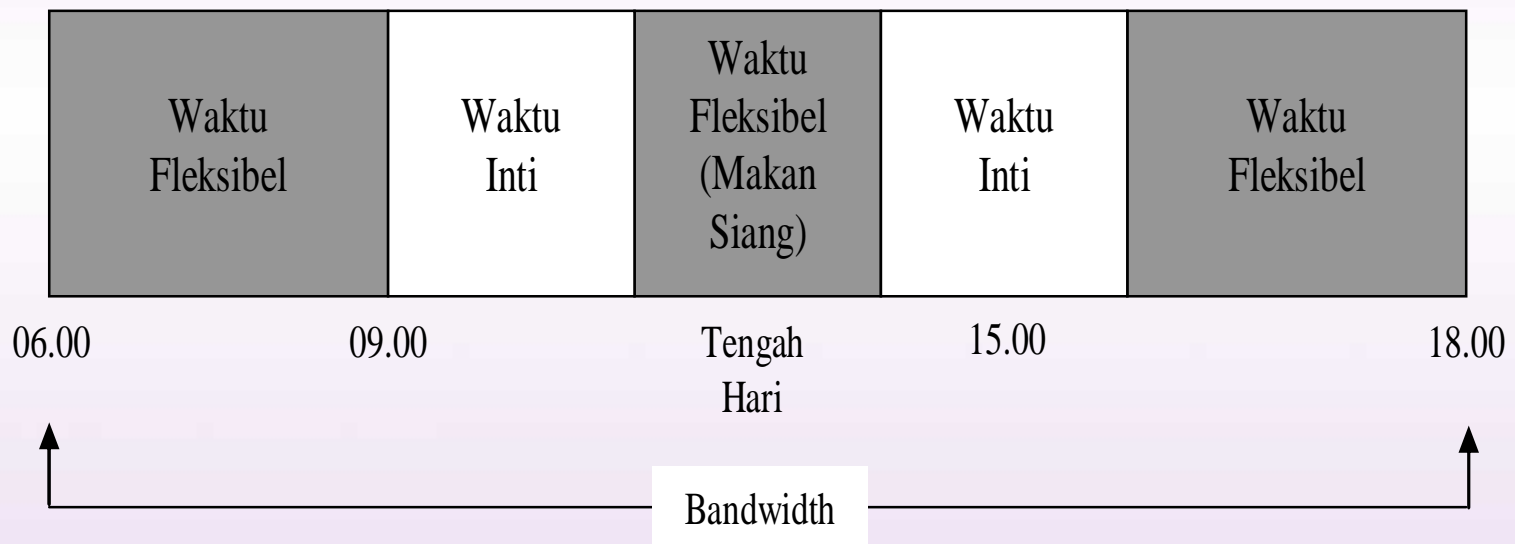 Waktu
Fleksibel
Waktu
Inti
Waktu
Fleksibel
(Makan
Siang)
Waktu
Inti
Waktu
Fleksibel
06.00
09.00
Tengah
Hari
15.00
18.00
Bandwidth